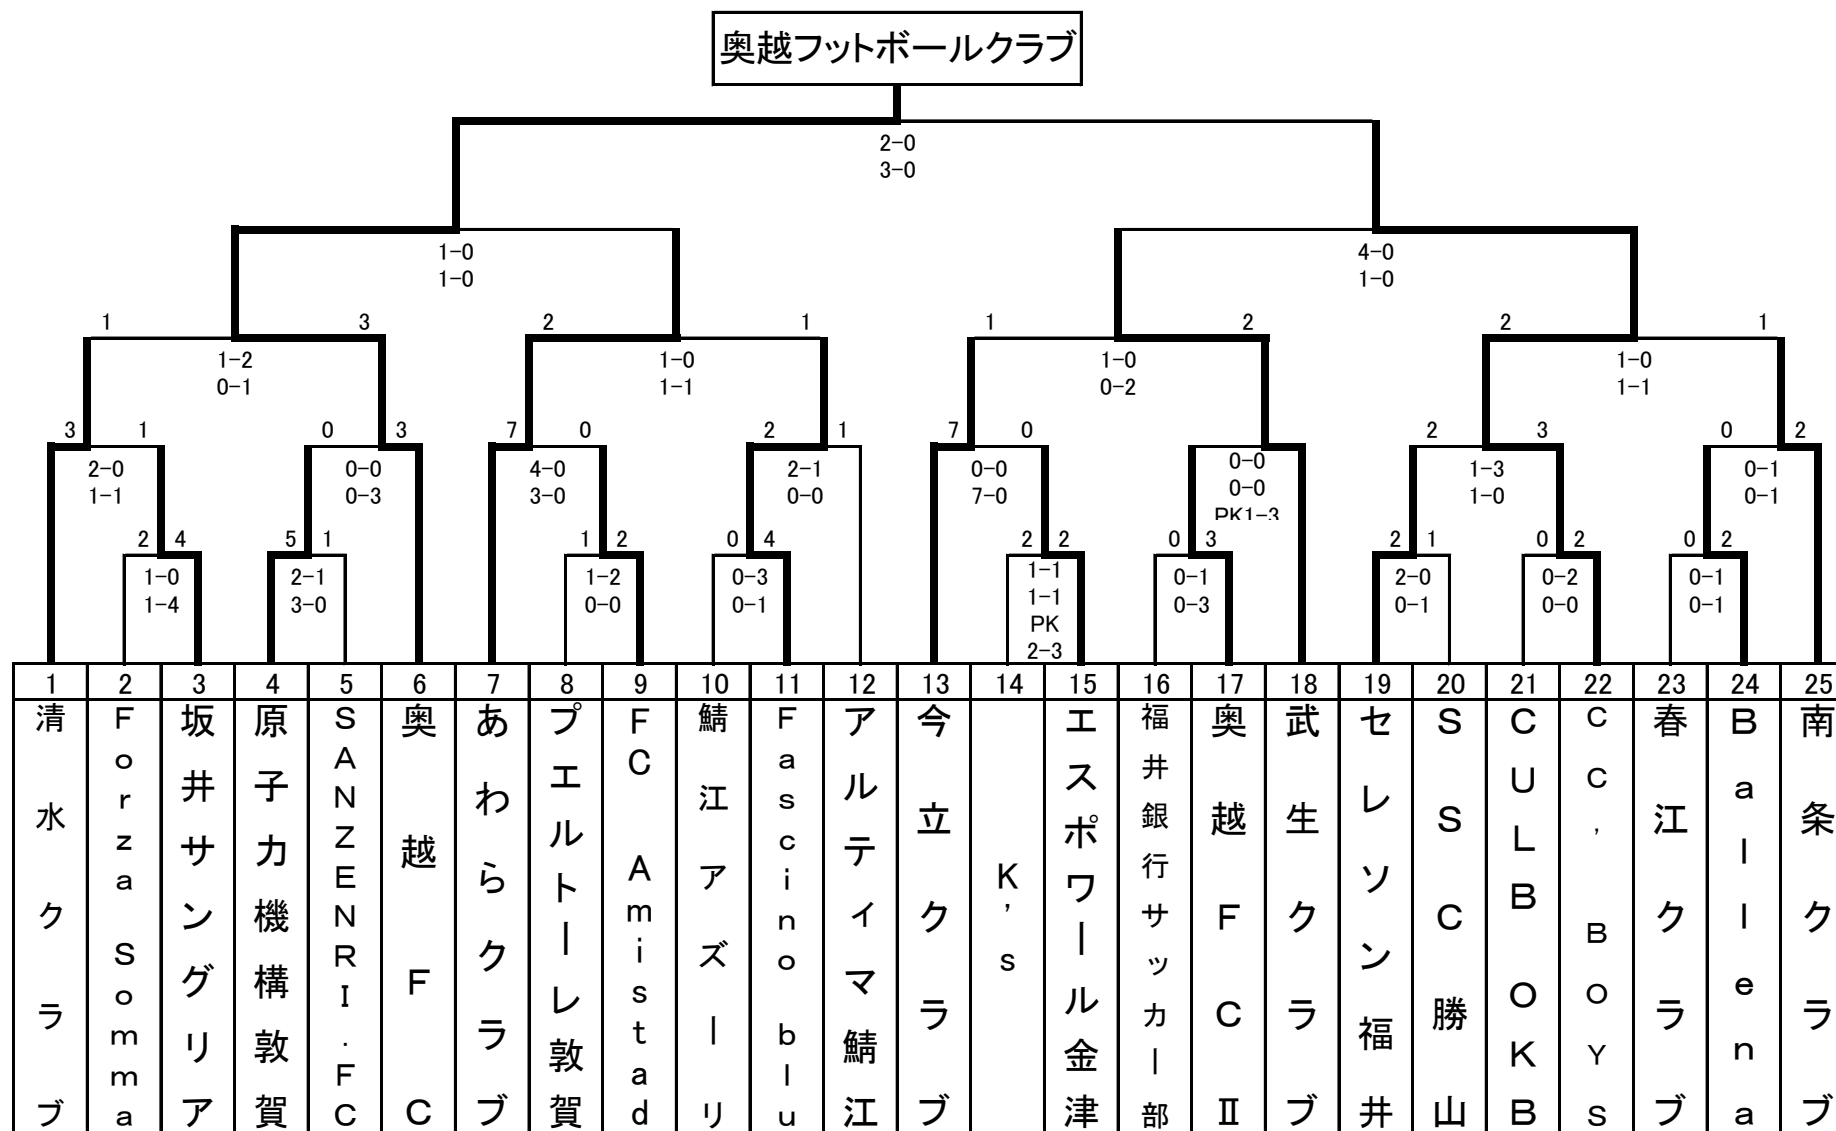 奥越フットボールクラブ
2-0
3-0
1-0
1-0
4-0
1-0
1 3 2 1 1 2 2 1
1-2
0-1
1-0
1-1
1-0
0-2
1-0
1-1
3 1 0 3 7 0 2 1 7 0 2 3 0 2
2-0
1-1
0-0
0-3
4-0
3-0
2-1
0-0
0-0
7-0
0-0
0-0
PK1-3
1-3
1-0
0-1
0-1
2 4 5 1 1 2 0 4 2 2 0 3 2 1 0 2 0 2
1-0
1-4
2-1
3-0
1-2
0-0
0-3
0-1
1-1
1-1
PK
2-3
0-1
0-3
2-0
0-1
0-2
0-0
0-1
0-1
1 2 3 4 5 6 7 8 9 10 11 12 13 14 15 16 17 18 19 20 21 22 23 24 25
清水クラブ
Forza Somma
坂井サングリア
原子力機構敦賀
SANZENRI.FC
奥越FC
あわらクラブ
プエルトーレ敦賀
FC Amistad
鯖江アズーリ
Fascino blu
アルティマ鯖江
今立クラブ
K's
エスポワール金津
福井銀行サッカー部
奥越FCⅡ
武生クラブ
セレソン福井
SSC勝山
CULB OKB
CC' BOYS
春江クラブ
Ballena
南条クラブ